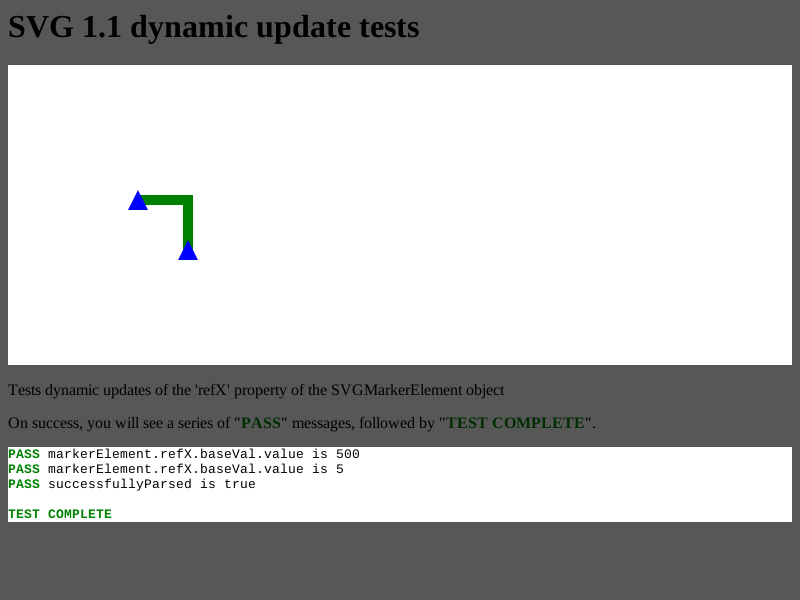 SVG 1.1 dynamic update tests
Tests dynamic updates of the 'refX' property of the SVGMarkerElement object
On success, you will see a series of "PASS" messages, followed by "TEST COMPLETE".
PASS markerElement.refX.baseVal.value is 500
PASS markerElement.refX.baseVal.value is 5
PASS successfullyParsed is true
TEST COMPLETE